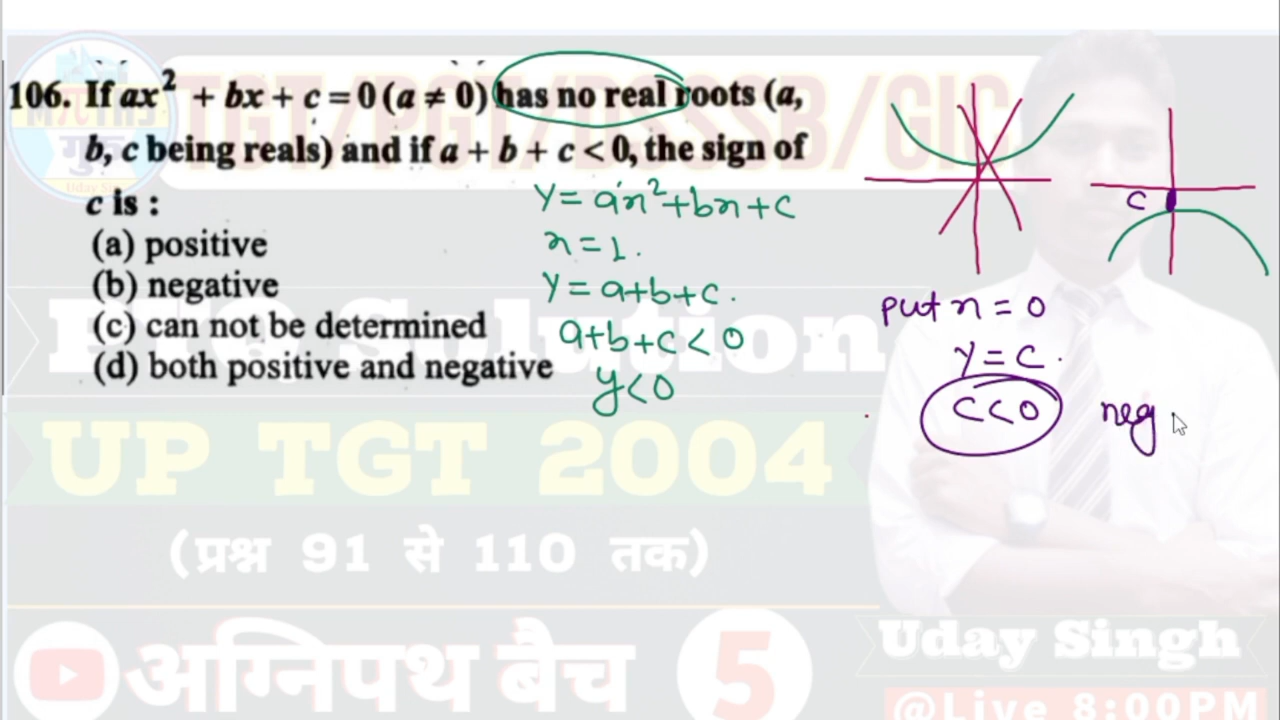 106. If ax² + bx + c = 0 (a ≠ 0) has no real roots (a,
b, c being reals) and if a + b + c < 0, the sign of
c is :
(a) positive
(b) negative
(c) can not be determined
(d) both positive and negative
y = ax²+bx+c
x = 1.
y = a+b+c.
a+b+c < 0
y<0
c
put x = 0
y = c.
c<0 neg
UP TGT 2004
(प्रश्न 91 से 110 तक)
अग्निपथ बैच 5
Uday Singh
@Live 8:00PM